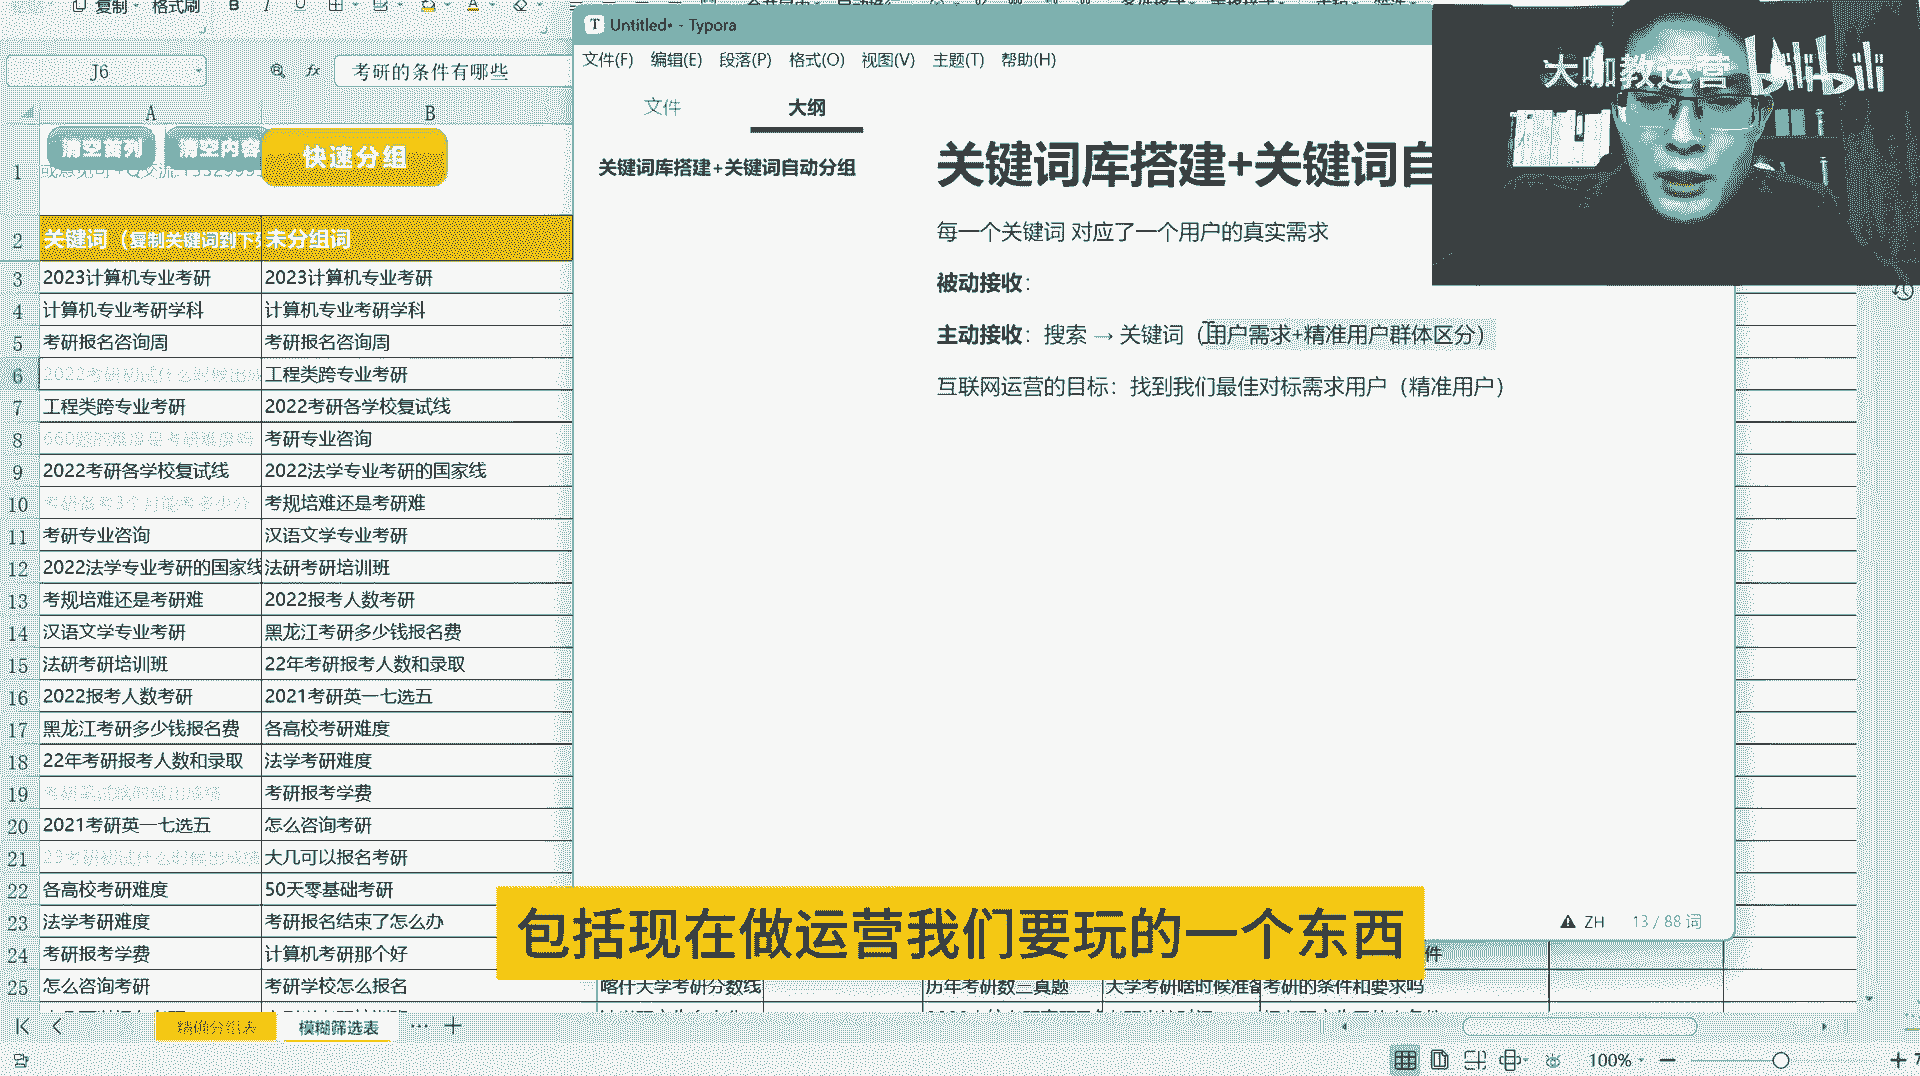 复制 格式刷 B I U
J6 fx 考研的条件有哪些
A B
清空首列 清空内容 快速分组
1
2 关键词（复制关键词到下 未分组词
3 2023计算机专业考研 2023计算机专业考研
4 计算机专业考研学科 计算机专业考研学科
5 考研报名咨询周 考研报名咨询周
6 2022考研初试什么时候出成 工程类跨专业考研
7 工程类跨专业考研 2022考研各学校复试线
8 考研专业咨询
9 2022考研各学校复试线 2022法学专业考研的国家线
10 考规培难还是考研难
11 考研专业咨询 汉语文学专业考研
12 2022法学专业考研的国家线 法研考研培训班
13 考规培难还是考研难 2022报考人数考研
14 汉语文学专业考研 黑龙江考研多少钱报名费
15 法研考研培训班 22年考研报考人数和录取
16 2022报考人数考研 2021考研英一七选五
17 黑龙江考研多少钱报名费 各高校考研难度
18 22年考研报考人数和录取 法学考研难度
19 考研报考学费
20 2021考研英一七选五 怎么咨询考研
21 23考研初试什么时候出成绩 大几可以报名考研
22 各高校考研难度 50天零基础考研
23 法学考研难度 考研报名结束了怎么办
24 考研报考学费 计算机考研那个好
25 怎么咨询考研 考研学校怎么报名
喀什大学考研分数线 历年考研数三真题 大学考研啥时候准备 考研的条件和要求吗
精确分组表 模糊筛选表 ··· +
100%
T Untitled• - Typora
文件(F) 编辑(E) 段落(P) 格式(O) 视图(V) 主题(T) 帮助(H)
文件 大纲
关键词库搭建+关键词自动分组
关键词库搭建+关键词自
每一个关键词 对应了一个用户的真实需求
被动接收：
主动接收：搜索 → 关键词（用户需求+精准用户群体区分）
互联网运营的目标：找到我们最佳对标需求用户（精准用户）
ZH 13 / 88 词
大咖教运营 bilibili
包括现在做运营我们要玩的一个东西